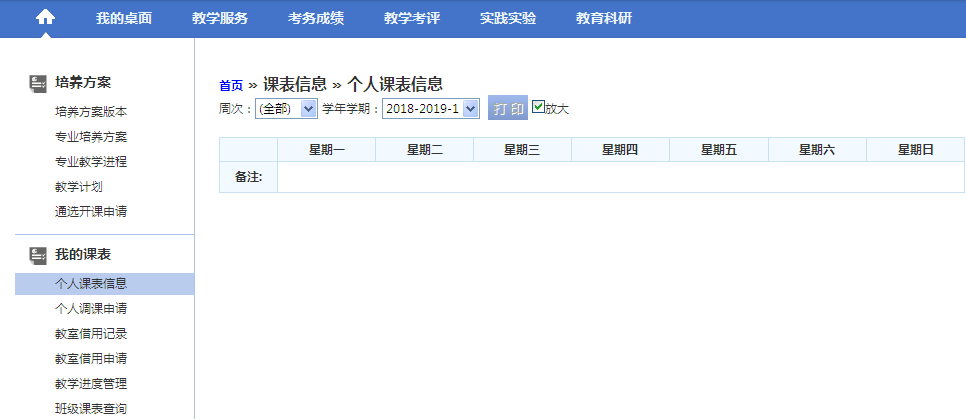 我的桌面 教学服务 考务成绩 教学考评 实践实验 教育科研
培养方案
培养方案版本
专业培养方案
专业教学进程
教学计划
通选开课申请
我的课表
个人课表信息
个人调课申请
教室借用记录
教室借用申请
教学进度管理
班级课表查询
首页 » 课表信息 » 个人课表信息
周次：(全部) 学年学期：2018-2019-1 打 印 放大
星期一 星期二 星期三 星期四 星期五 星期六 星期日
备注: